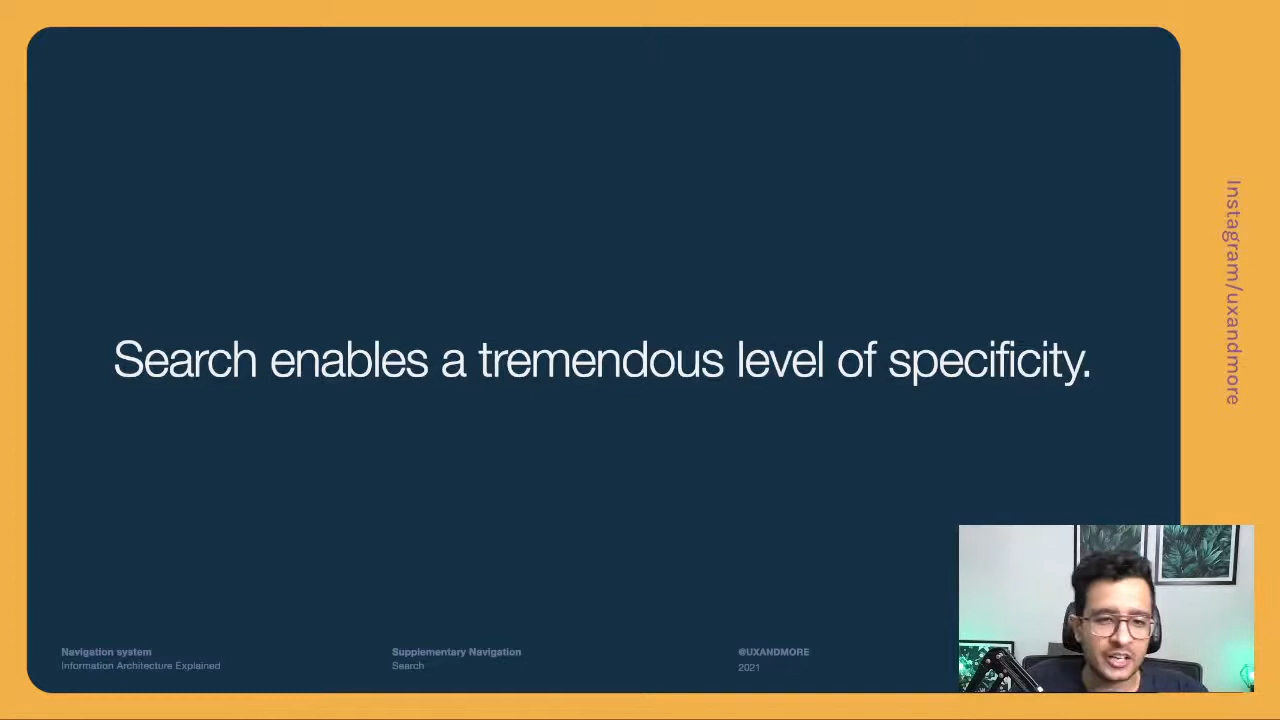 Search enables a tremendous level of specificity.
Instagram/uxandmore
Navigation system
Information Architecture Explained
Supplementary Navigation
Search
@UXANDMORE
2021